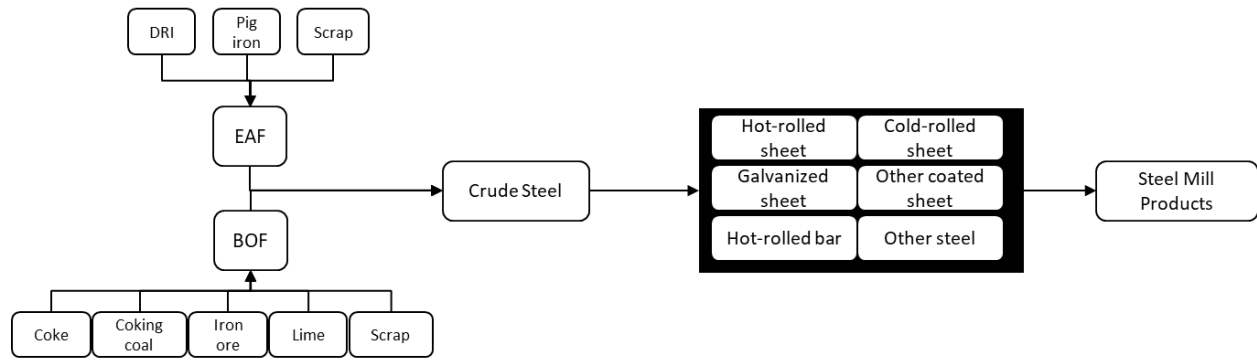 DRI
Pig
iron
Scrap
EAF
BOF
Coke
Coking
coal
Iron
ore
Lime
Scrap
Crude Steel
Hot-rolled
sheet
Cold-rolled
sheet
Galvanized
sheet
Other coated
sheet
Hot-rolled bar
Other steel
Steel Mill
Products